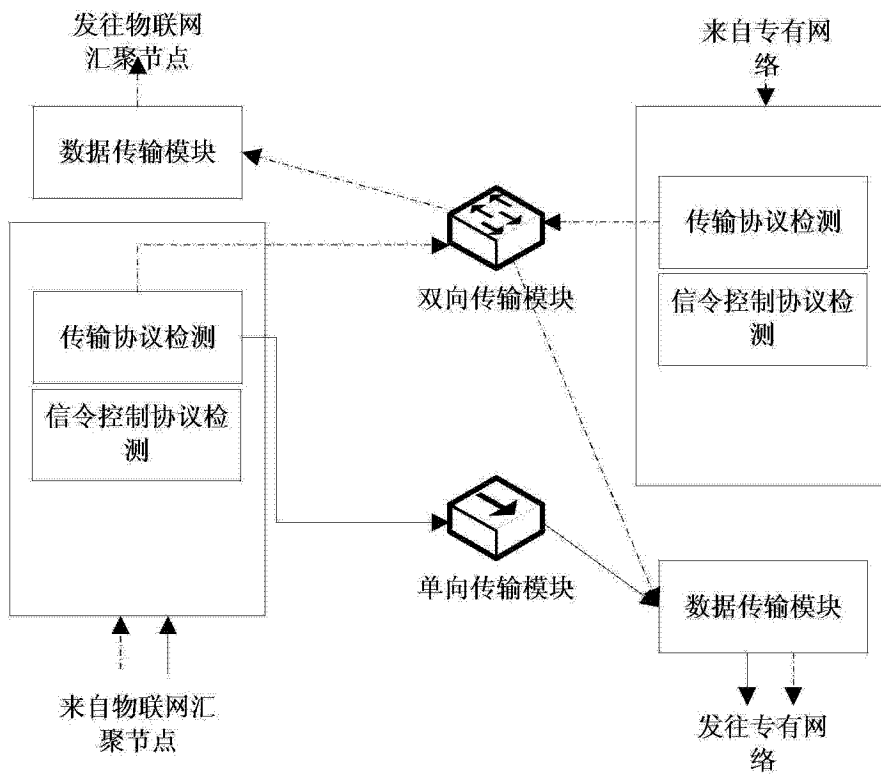 发往物联网
汇聚节点
来自专有网
络
数据传输模块
传输协议检测
双向传输模块
信令控制协议检
测
传输协议检测
信令控制协议检
测
单向传输模块
数据传输模块
来自物联网汇
聚节点
发往专有网
络